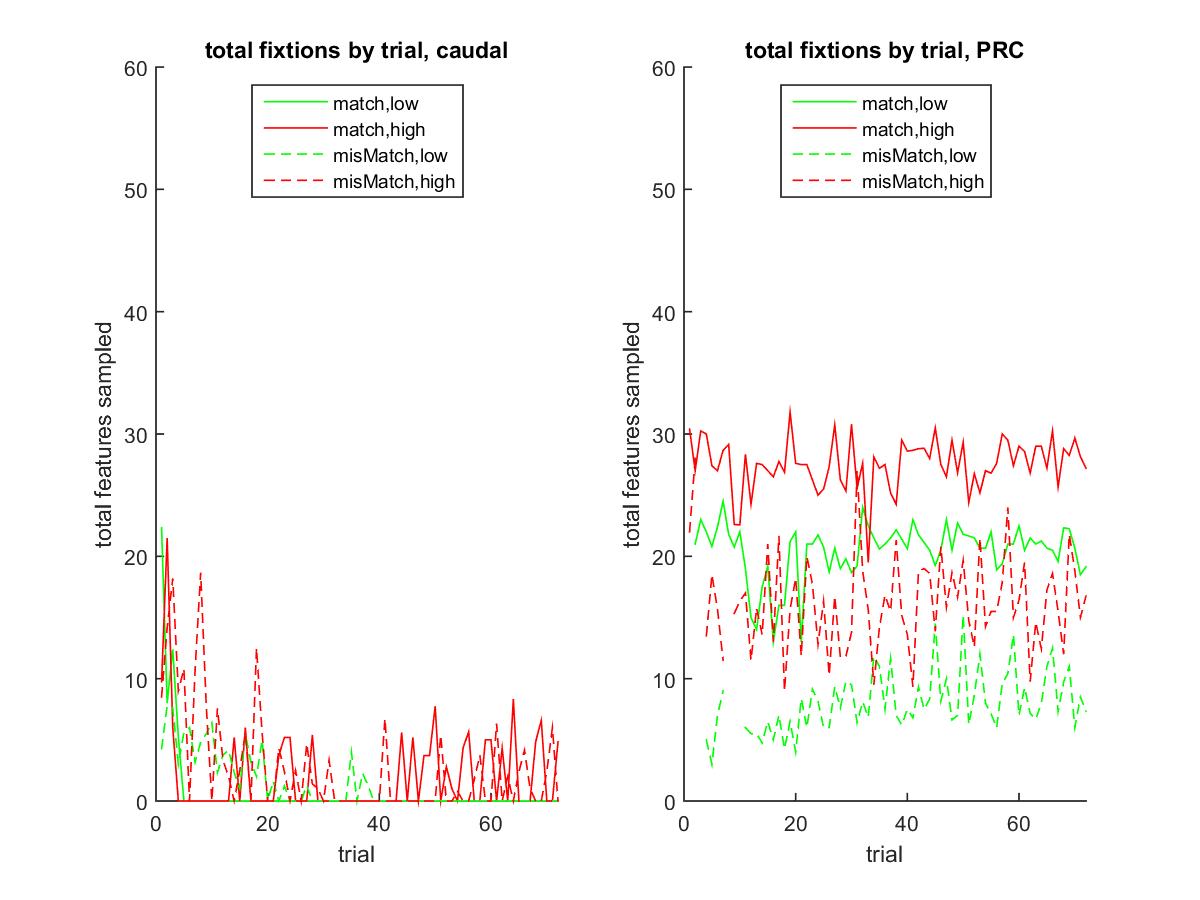 total fixtions by trial, caudal
60
50
40
30
20
10
0
total features sampled
match,low
match,high
misMatch,low
misMatch,high
0 20 40 60
trial
total fixtions by trial, PRC
60
50
40
30
20
10
0
total features sampled
match,low
match,high
misMatch,low
misMatch,high
0 20 40 60
trial